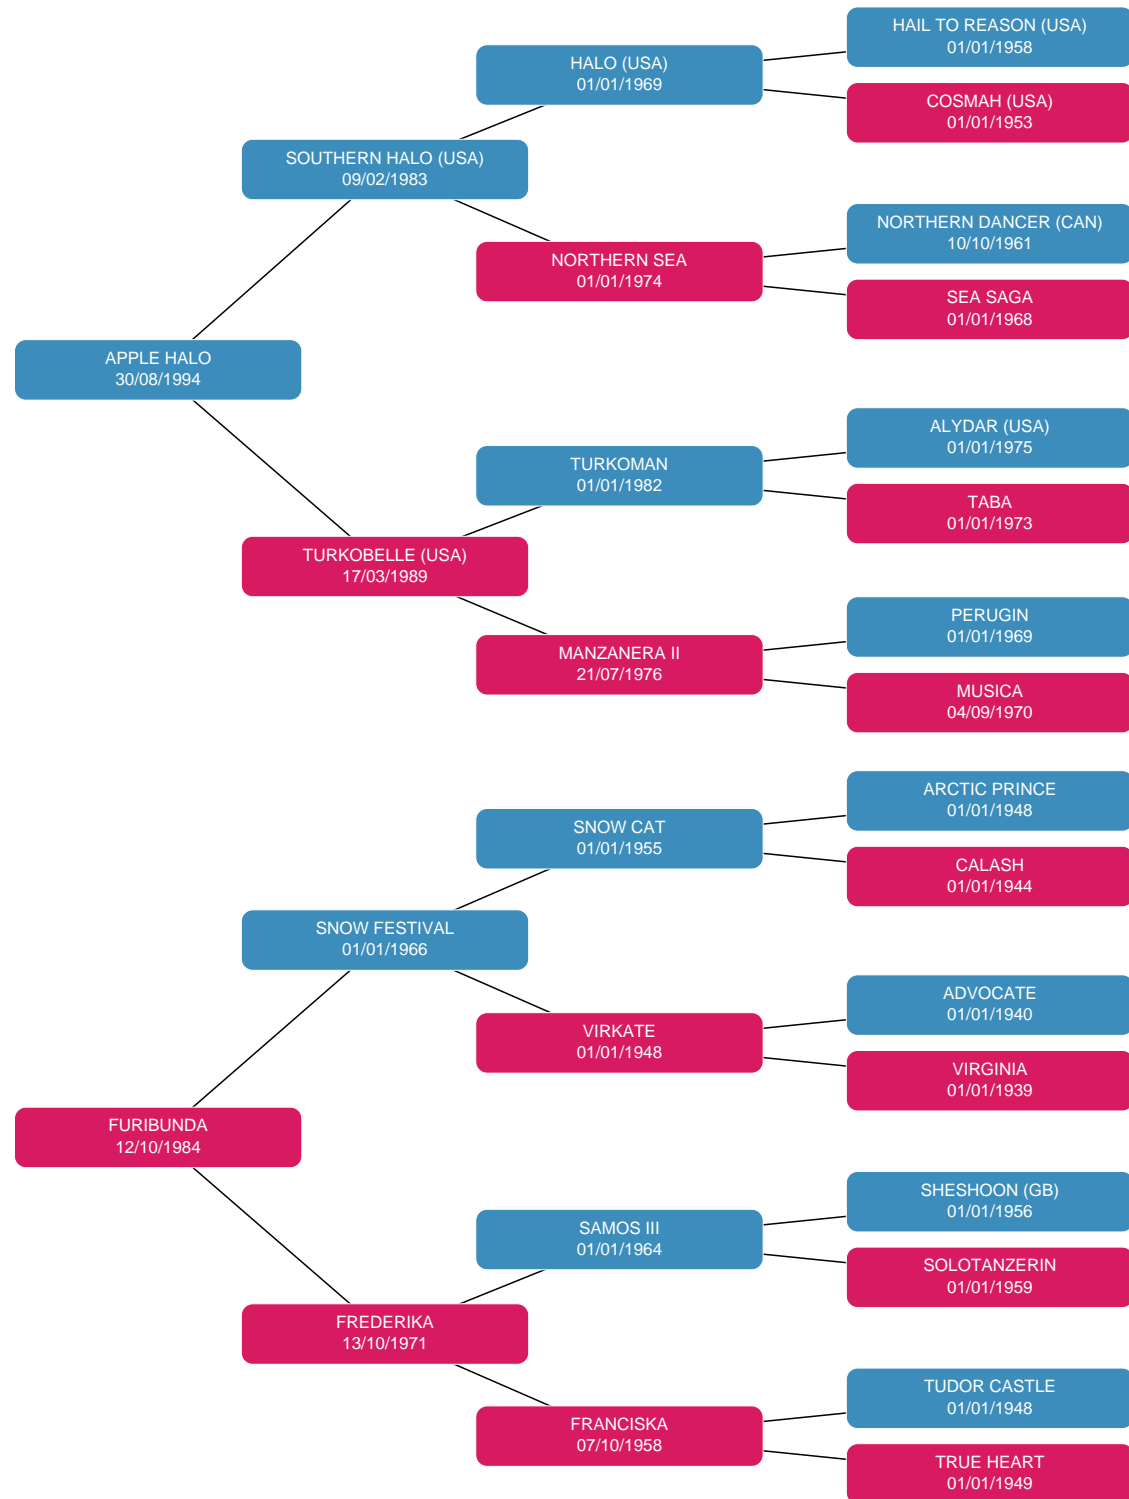 HAIL TO REASON (USA)
01/01/1958
HALO (USA)
01/01/1969
COSMAH (USA)
01/01/1953
SOUTHERN HALO (USA)
09/02/1983
NORTHERN DANCER (CAN)
10/10/1961
NORTHERN SEA
01/01/1974
SEA SAGA
01/01/1968
APPLE HALO
30/08/1994
ALYDAR (USA)
01/01/1975
TURKOMAN
01/01/1982
TABA
01/01/1973
TURKOBELLE (USA)
17/03/1989
PERUGIN
01/01/1969
MANZANERA II
21/07/1976
MUSICA
04/09/1970
ARCTIC PRINCE
01/01/1948
SNOW CAT
01/01/1955
CALASH
01/01/1944
SNOW FESTIVAL
01/01/1966
ADVOCATE
01/01/1940
VIRKATE
01/01/1948
VIRGINIA
01/01/1939
FURIBUNDA
12/10/1984
SHESHOON (GB)
01/01/1956
SAMOS III
01/01/1964
SOLOTANZERIN
01/01/1959
FREDERIKA
13/10/1971
TUDOR CASTLE
01/01/1948
FRANCISKA
07/10/1958
TRUE HEART
01/01/1949